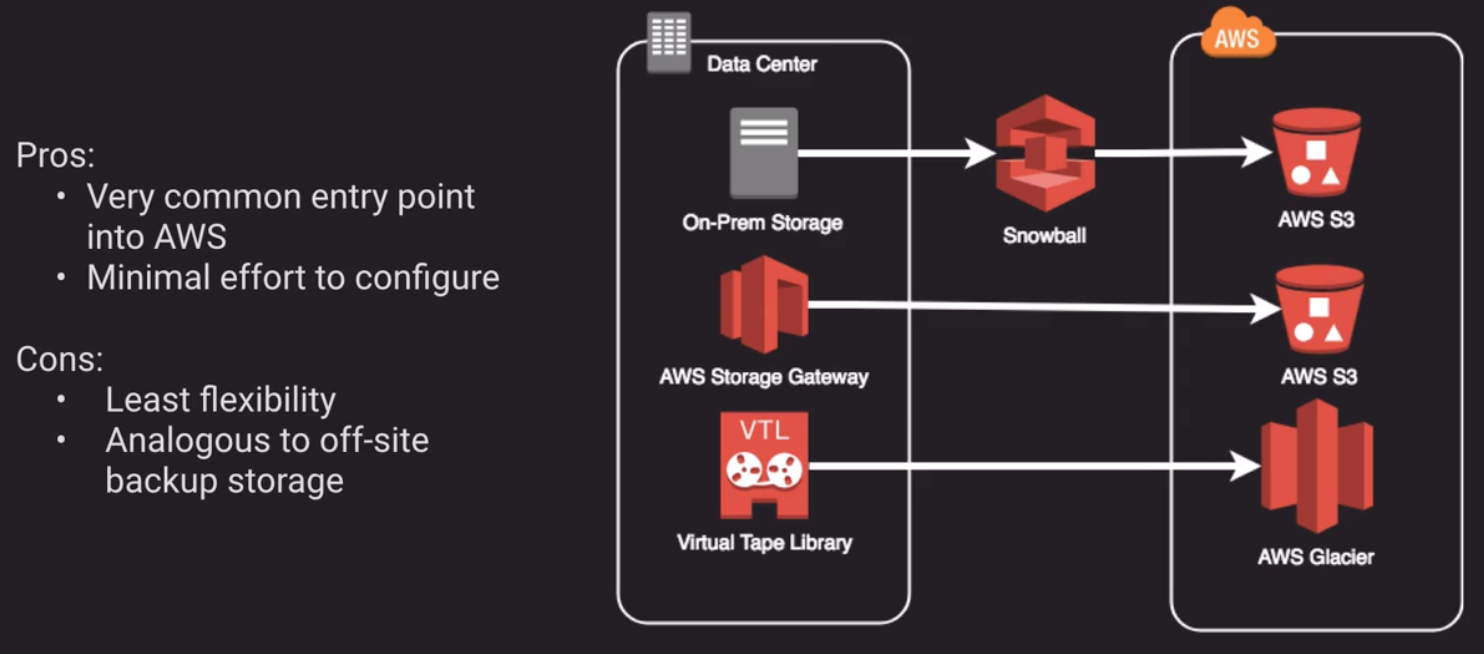 Pros:
• Very common entry point
into AWS
• Minimal effort to configure
Cons:
• Least flexibility
• Analogous to off-site
backup storage
Data Center
On-Prem Storage
AWS Storage Gateway
VTL
Virtual Tape Library
Snowball
AWS
AWS S3
AWS S3
AWS Glacier